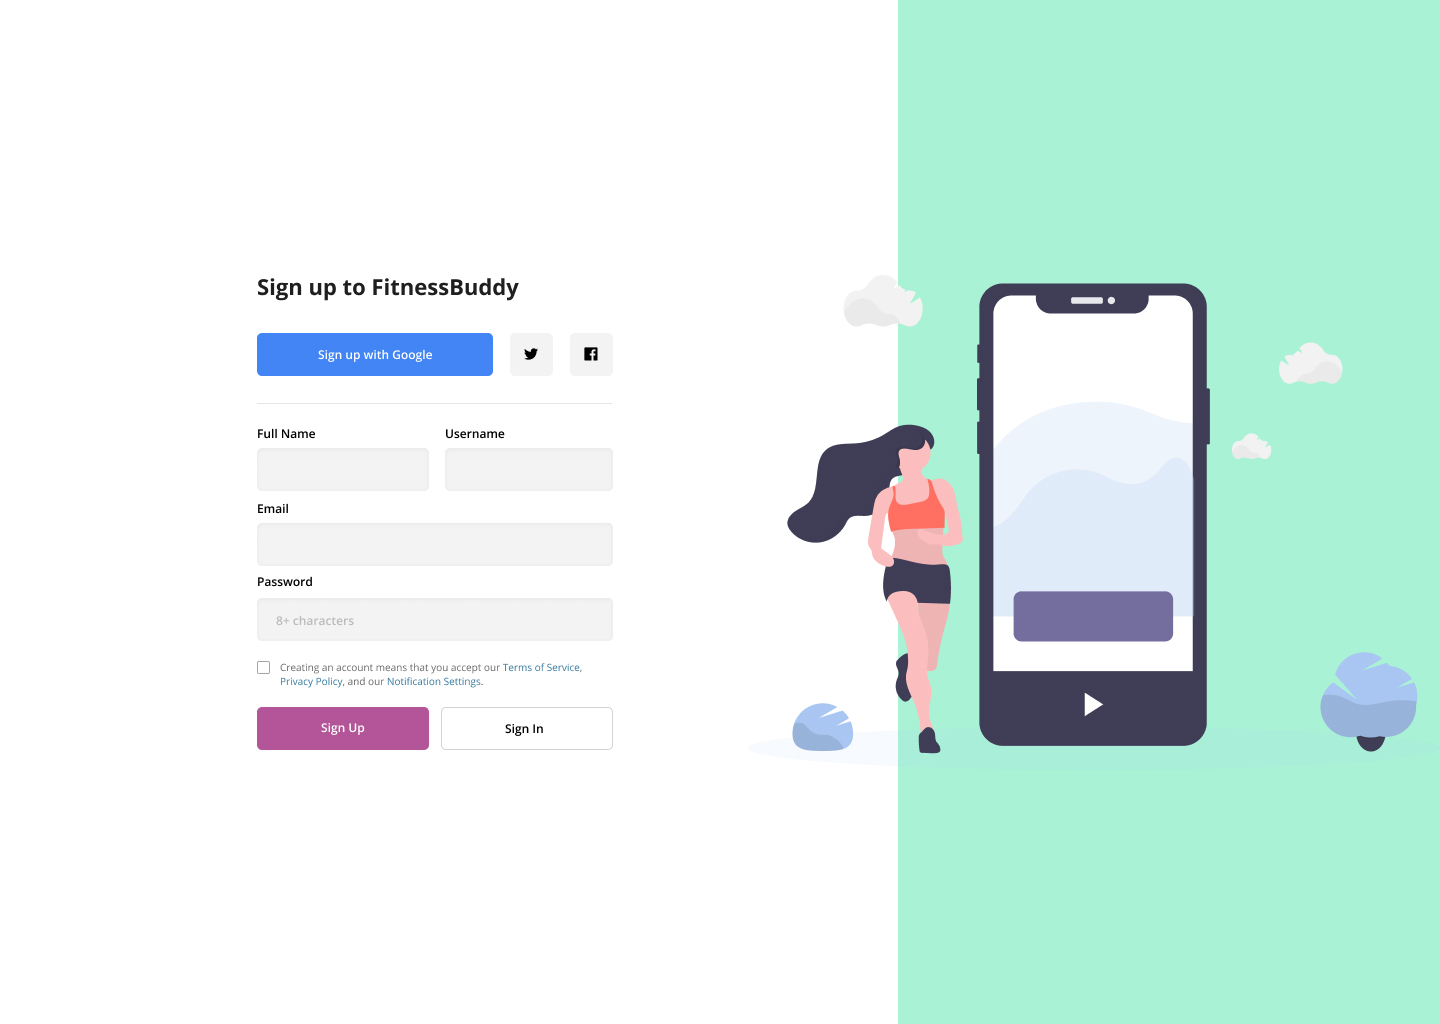 Sign up to FitnessBuddy
Sign up with Google
Full Name
Username
Email
Password
8+ characters
Creating an account means that you accept our Terms of Service,
Privacy Policy, and our Notification Settings.
Sign Up
Sign In